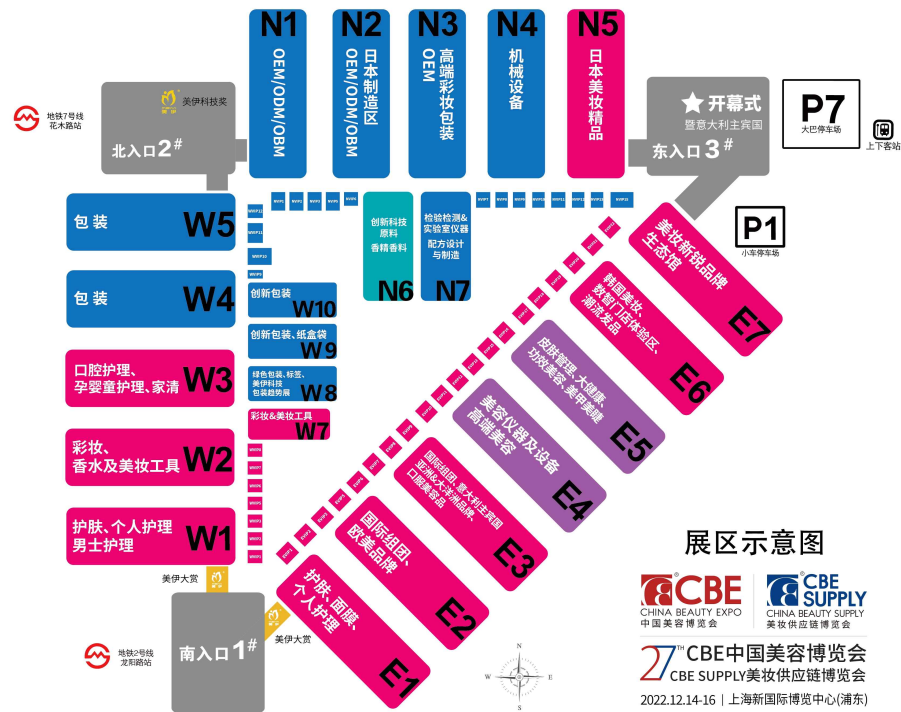 N1
OEM/ODM/OBM
N2
日本制造区
OEM/ODM/OBM
N3
高端彩妆包装
OEM
N4
机械设备
N5
日本美妆精品
美伊科技奖
北入口2#
地铁7号线
花木路站
★开幕式
暨意大利主宾国
东入口3#
P7
大巴停车场
上下客站
P1
小车停车场
包装
W5
包装
W4
口腔护理、
孕婴童护理、家清
W3
彩妆、
香水及美妆工具
W2
护肤、个人护理
男士护理
W1
创新包装
W10
创新包装、纸盒袋
W9
绿色包装、标签、
美伊科技
包装趋势展
W8
彩妆&美妆工具
W7
创新科技
原料
香精香料
N6
检验检测&
实验室仪器
配方设计
与制造
N7
美妆新锐品牌
生态馆
E7
韩国美妆、
数智门店体验区、
潮流发品
E6
皮肤管理、大健康、
功效美容、美甲美睫
E5
美容仪器及设备
高端美容
E4
国际组团、意大利主宾国
亚洲&大洋洲品牌、
口服美容品
E3
国际组团、
欧美品牌
E2
护肤、面膜、
个人护理
E1
美伊大赏
美伊大赏
南入口1#
地铁2号线
龙阳路站
N
W
E
S
展区示意图
CBE
CHINA BEAUTY EXPO
中国美容博览会
CBE
SUPPLY
CHINA BEAUTY SUPPLY
美妆供应链博览会
27TH CBE中国美容博览会
CBE SUPPLY美妆供应链博览会
2022.12.14-16 | 上海新国际博览中心(浦东)